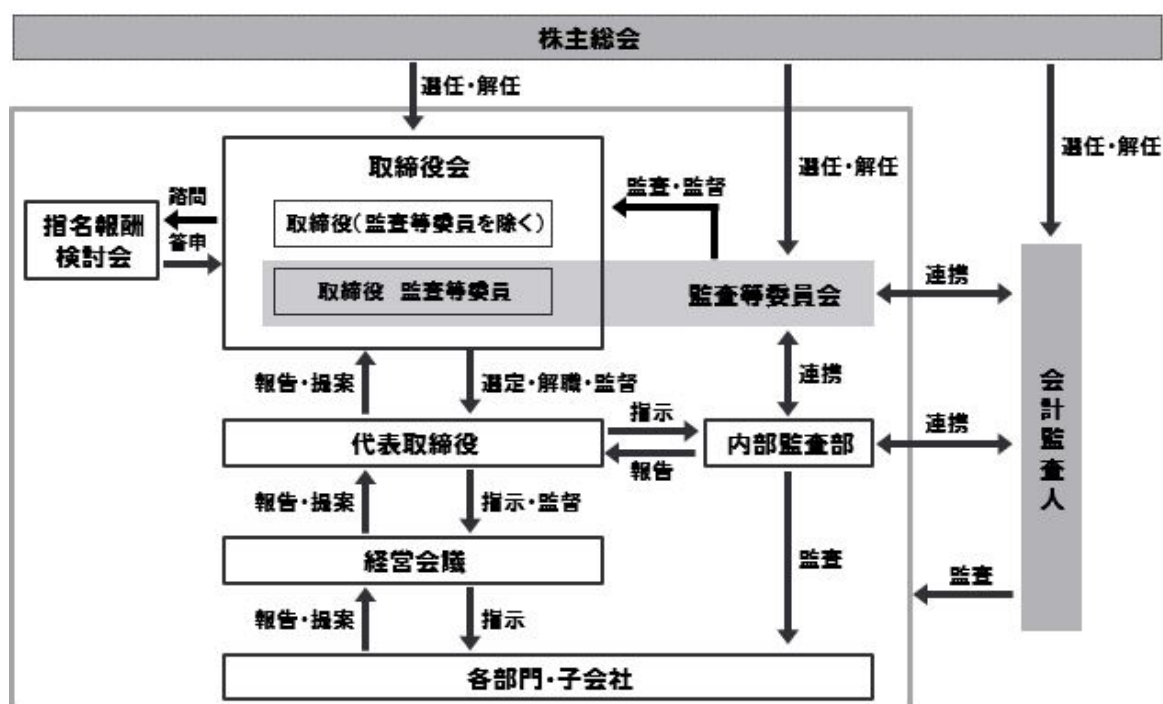 株主総会
選任・解任
選任・解任
選任・解任
取締役会
監査・監督
諮問
指名報酬
検討会
答申
取締役(監査等委員を除く)
取締役 監査等委員
監査等委員会
連携
報告・提案
選定・解職・監督
連携
会計監査人
指示
代表取締役
内部監査部
連携
報告
報告・提案
指示・監督
経営会議
監査
監査
報告・提案
指示
各部門・子会社